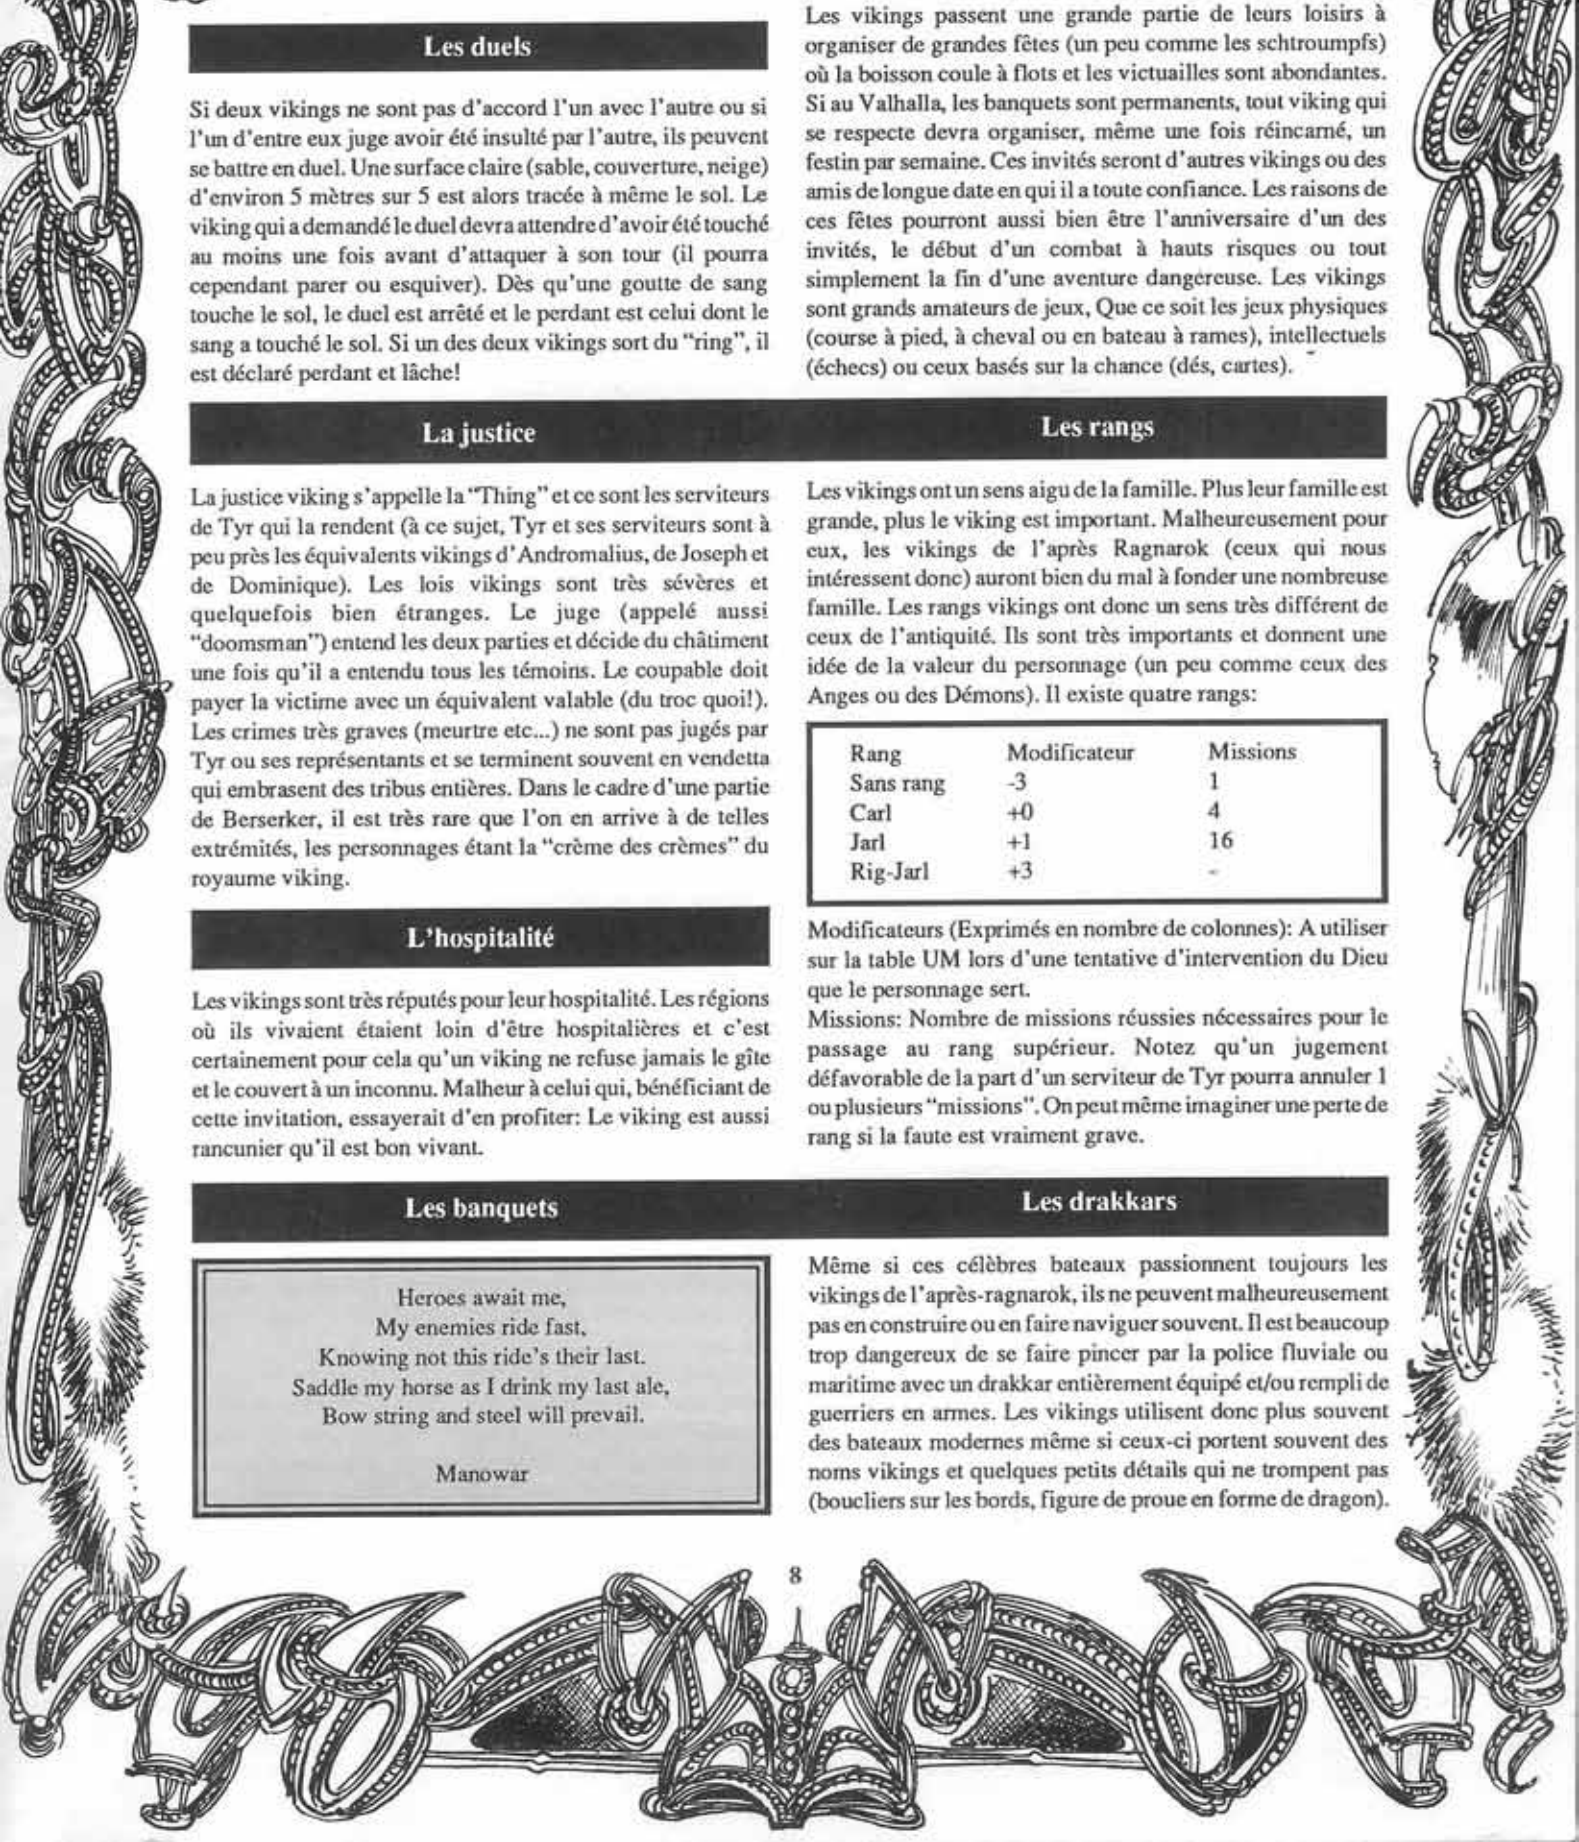 Les duels
Si deux vikings ne sont pas d'accord l'un avec l'autre ou si
l'un d'entre eux juge avoir été insulté par l'autre, ils peuvent
se battre en duel. Une surface claire (sable, couverture, neige)
d'environ 5 mètres sur 5 est alors tracée à même le sol. Le
viking qui a demandé le duel devra attendre d'avoir été touché
au moins une fois avant d'attaquer à son tour (il pourra
cependant parer ou esquiver). Dès qu'une goutte de sang
touche le sol, le duel est arrêté et le perdant est celui dont le
sang a touché le sol. Si un des deux vikings sort du "ring", il
est déclaré perdant et lâche!
La justice
La justice viking s'appelle la "Thing" et ce sont les serviteurs
de Tyr qui la rendent (à ce sujet, Tyr et ses serviteurs sont à
peu près les équivalents vikings d'Andromalius, de Joseph et
de Dominique). Les lois vikings sont très sévères et
quelquefois bien étranges. Le juge (appelé aussi
"doomsman") entend les deux parties et décide du châtiment
une fois qu'il a entendu tous les témoins. Le coupable doit
payer la victime avec un équivalent valable (du troc quoi!).
Les crimes très graves (meurtre etc...) ne sont pas jugés par
Tyr ou ses représentants et se terminent souvent en vendetta
qui embrasent des tribus entières. Dans le cadre d'une partie
de Berserker, il est très rare que l'on en arrive à de telles
extrémités, les personnages étant la "crème des crèmes" du
royaume viking.
L'hospitalité
Les vikings sont très réputés pour leur hospitalité. Les régions
où ils vivaient étaient loin d'être hospitalières et c'est
certainement pour cela qu'un viking ne refuse jamais le gîte
et le couvert à un inconnu. Malheur à celui qui, bénéficiant de
cette invitation, essayerait d'en profiter: Le viking est aussi
rancunier qu'il est bon vivant.
Les banquets
Heroes await me,
My enemies ride fast,
Knowing not this ride's their last.
Saddle my horse as I drink my last ale,
Bow string and steel will prevail.
Manowar
Les vikings passent une grande partie de leurs loisirs à
organiser de grandes fêtes (un peu comme les schtroumpfs)
où la boisson coule à flots et les victuailles sont abondantes.
Si au Valhalla, les banquets sont permanents, tout viking qui
se respecte devra organiser, même une fois réincarné, un
festin par semaine. Ces invités seront d'autres vikings ou des
amis de longue date en qui il a toute confiance. Les raisons de
ces fêtes pourront aussi bien être l'anniversaire d'un des
invités, le début d'un combat à hauts risques ou tout
simplement la fin d'une aventure dangereuse. Les vikings
sont grands amateurs de jeux, Que ce soit les jeux physiques
(course à pied, à cheval ou en bateau à rames), intellectuels
(échecs) ou ceux basés sur la chance (dés, cartes).
Les rangs
Les vikings ont un sens aigu de la famille. Plus leur famille est
grande, plus le viking est important. Malheureusement pour
eux, les vikings de l'après Ragnarok (ceux qui nous
intéressent donc) auront bien du mal à fonder une nombreuse
famille. Les rangs vikings ont donc un sens très différent de
ceux de l'antiquité. Ils sont très importants et donnent une
idée de la valeur du personnage (un peu comme ceux des
Anges ou des Démons). Il existe quatre rangs:
Rang Modificateur Missions
Sans rang -3 1
Carl +0 4
Jarl +1 16
Rig-Jarl +3 -
Modificateurs (Exprimés en nombre de colonnes): A utiliser
sur la table UM lors d'une tentative d'intervention du Dieu
que le personnage sert.
Missions: Nombre de missions réussies nécessaires pour le
passage au rang supérieur. Notez qu'un jugement
défavorable de la part d'un serviteur de Tyr pourra annuler 1
ou plusieurs "missions". On peut même imaginer une perte de
rang si la faute est vraiment grave.
Les drakkars
Même si ces célèbres bateaux passionnent toujours les
vikings de l'après-ragnarok, ils ne peuvent malheureusement
pas en construire ou en faire naviguer souvent. Il est beaucoup
trop dangereux de se faire pincer par la police fluviale ou
maritime avec un drakkar entièrement équipé et/ou rempli de
guerriers en armes. Les vikings utilisent donc plus souvent
des bateaux modernes même si ceux-ci portent souvent des
noms vikings et quelques petits détails qui ne trompent pas
(boucliers sur les bords, figure de proue en forme de dragon).
8